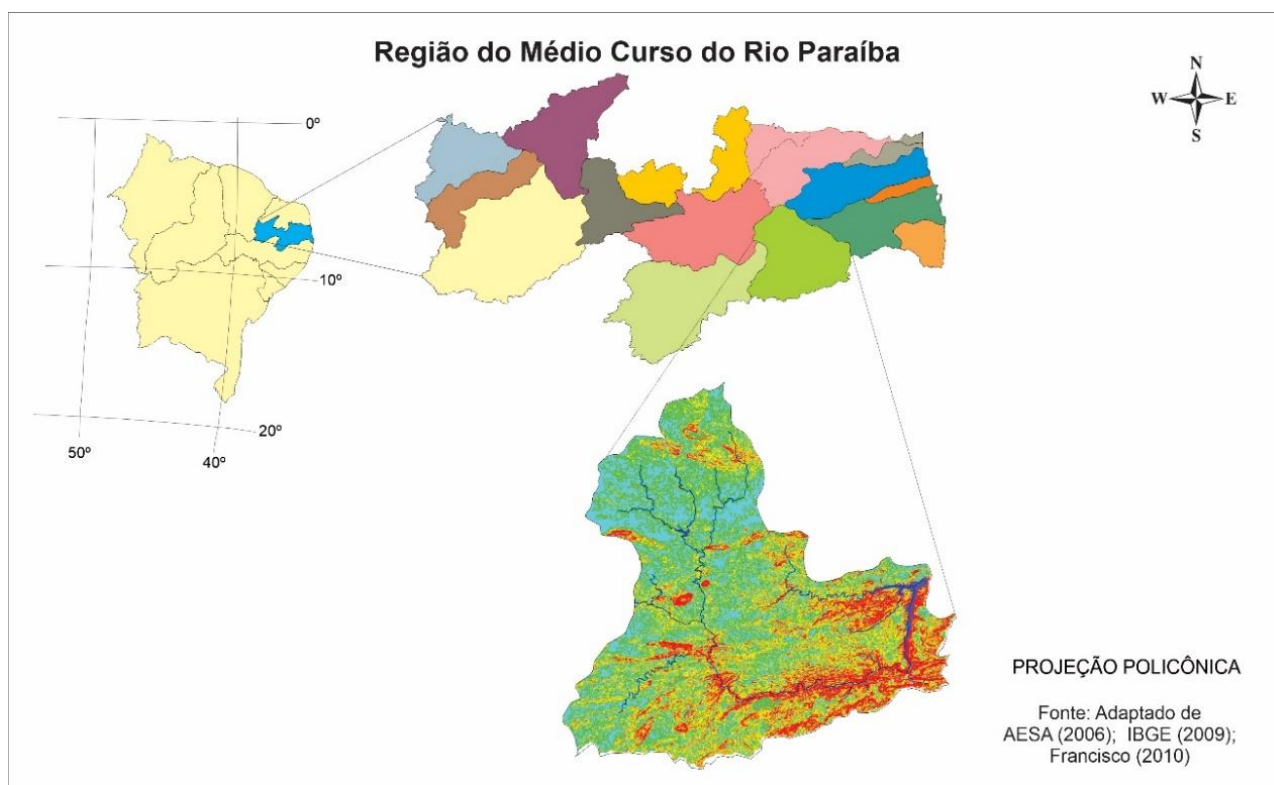 Região do Médio Curso do Rio Paraíba
N
W E
S
0º
10º
20º
50º
40º
PROJEÇÃO POLICÔNICA
Fonte: Adaptado de
AESA (2006); IBGE (2009);
Francisco (2010)